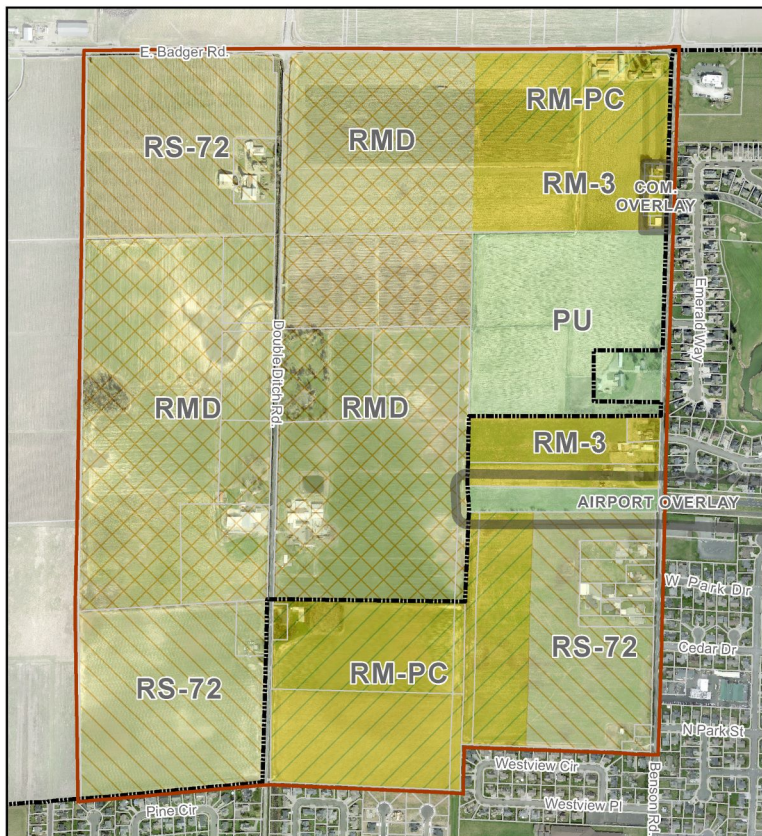 E. Badger Rd.
RM-PC
RS-72
RMD
RM-3
COM.
OVERLAY
PU
Emerald Way
Double Ditch Rd.
RMD
RMD
RM-3
AIRPORT OVERLAY
W Park Dr
RS-72
Cedar Dr
RM-PC
RS-72
N Park St
Westview Cir
Benson Rd.
Westview Pl
Pine Cir